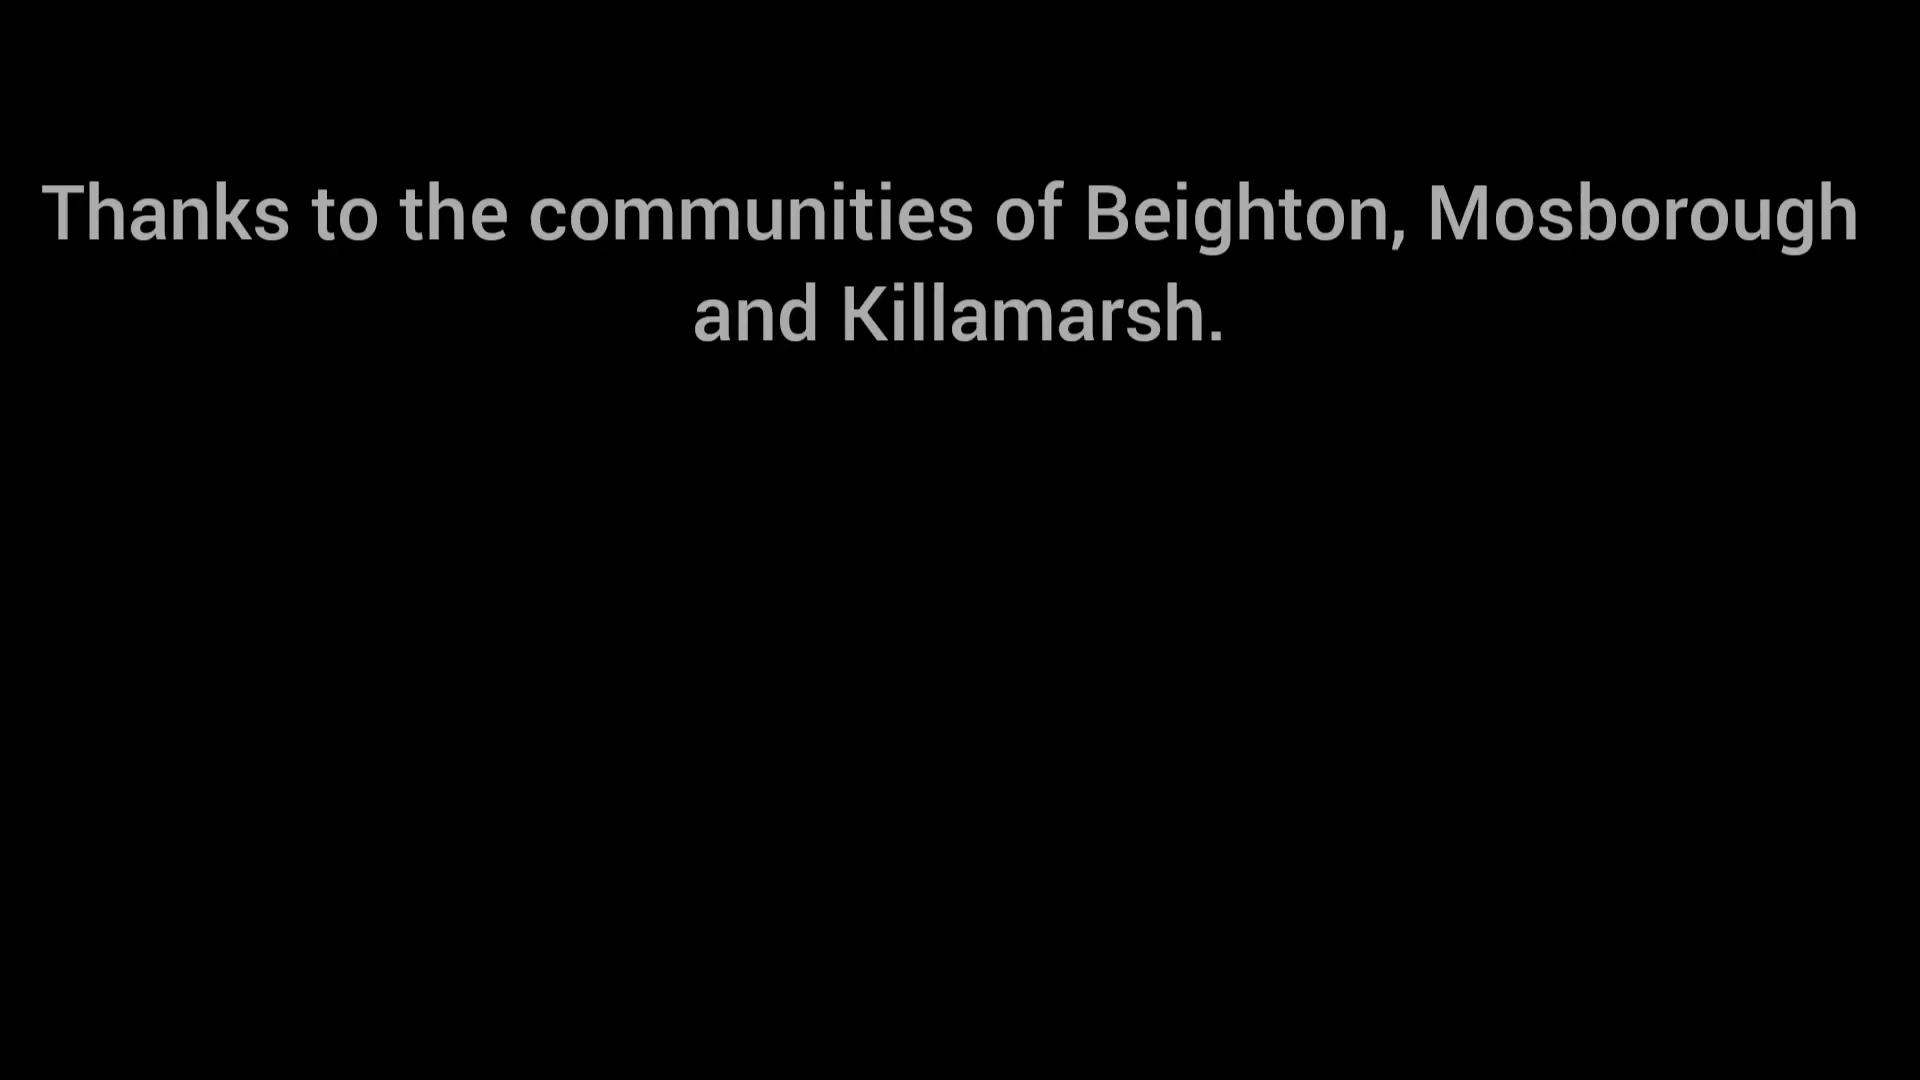 Thanks to the communities of Beighton, Mosborough
and Killamarsh.